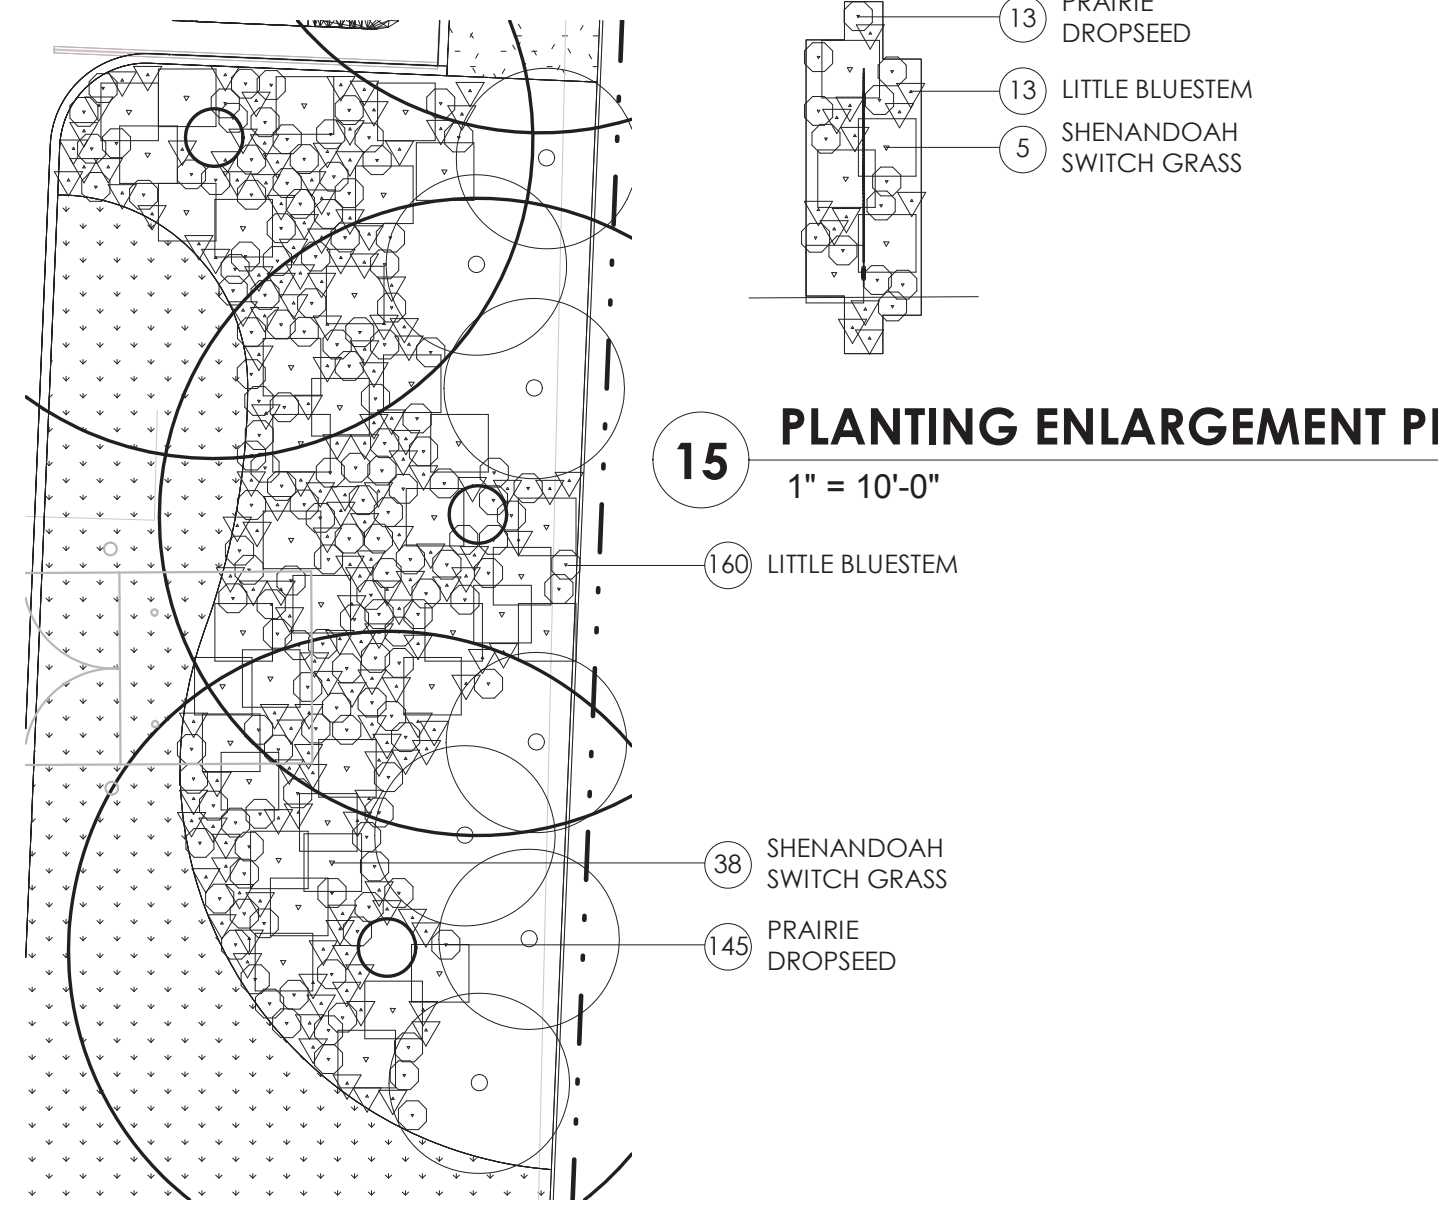 13
PRAIRIE
DROPSEED
13
LITTLE BLUESTEM
5
SHENANDOAH
SWITCH GRASS
15
PLANTING ENLARGEMENT
1" = 10'-0"
160
LITTLE BLUESTEM
38
SHENANDOAH
SWITCH GRASS
145
PRAIRIE
DROPSEED